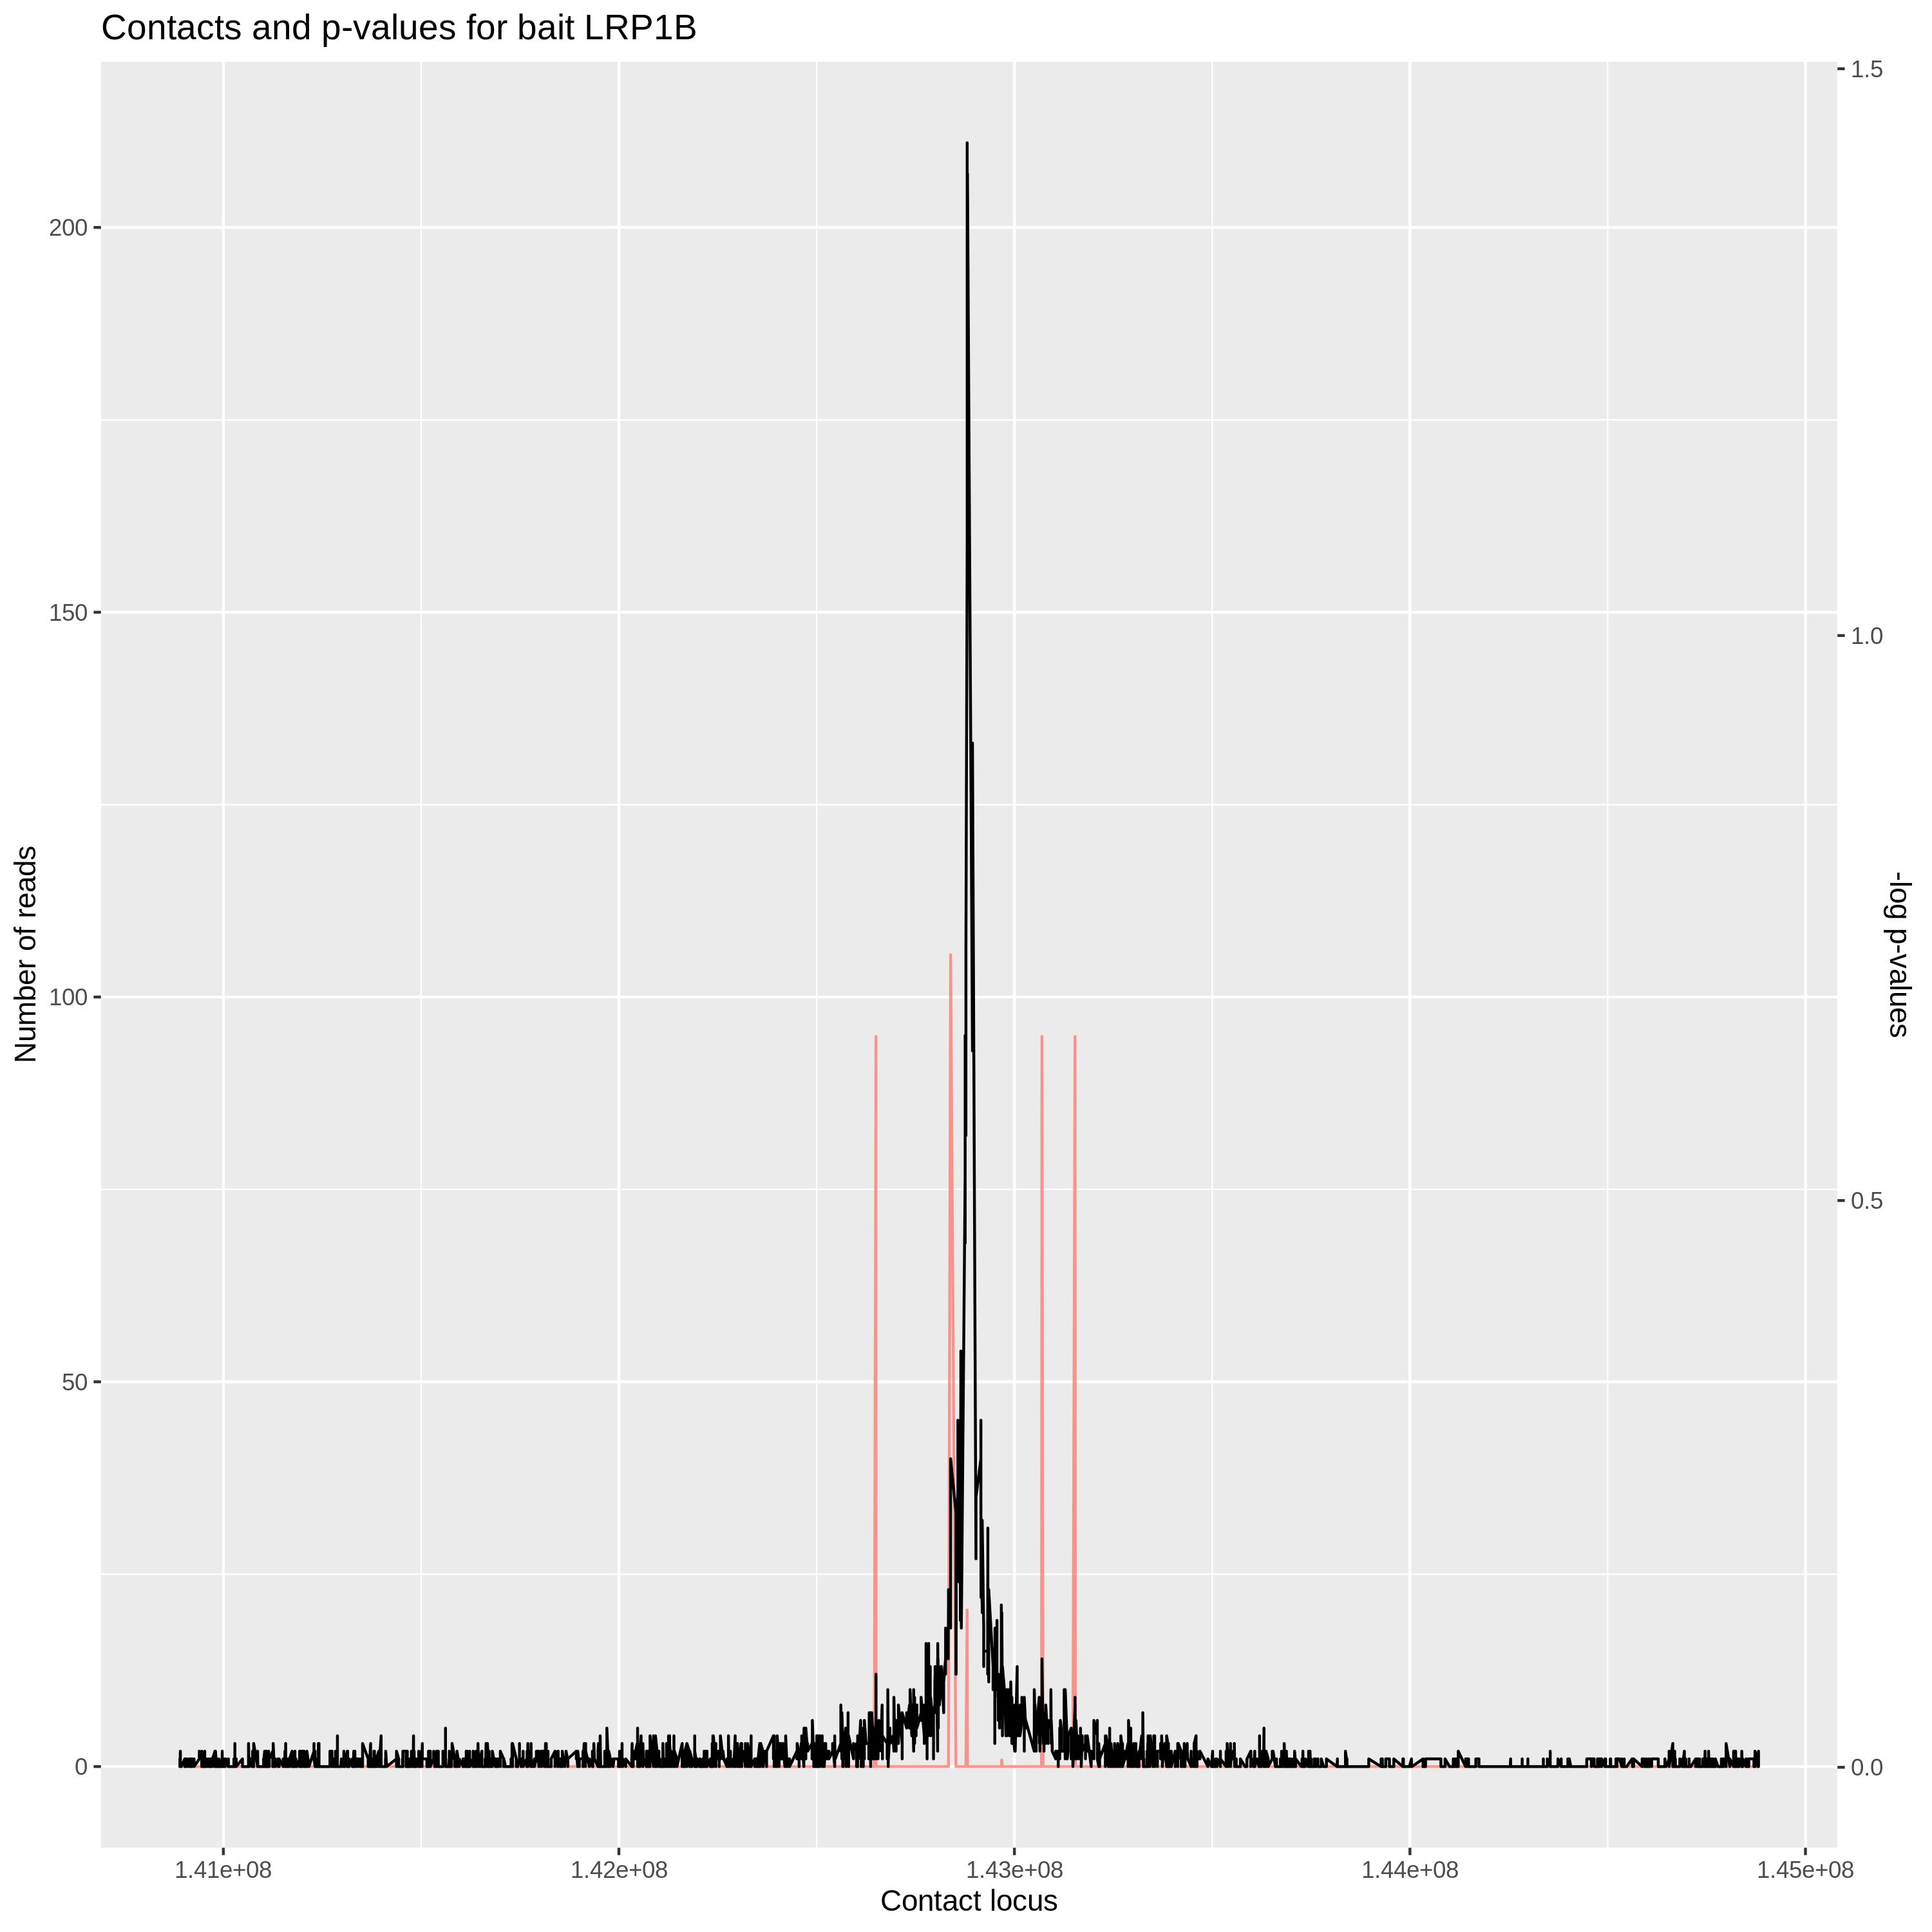 Contacts and p-values for bait LRP1B
Number of reads
200
150
100
50
0
1.5
1.0
0.5
0.0
-log p-values
1.41e+08 1.42e+08 1.43e+08 1.44e+08 1.45e+08
Contact locus